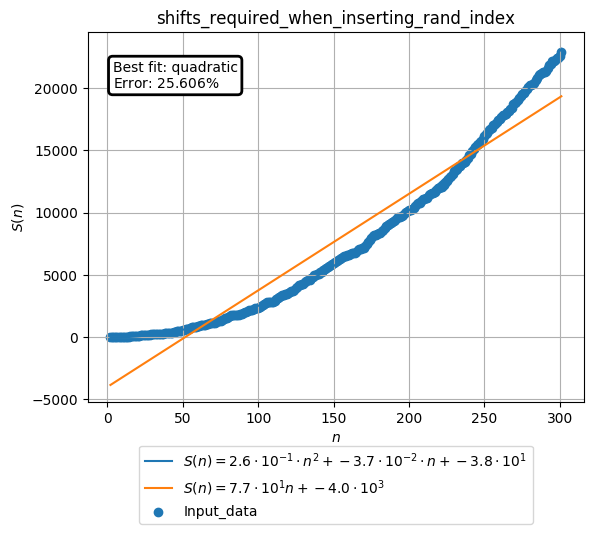 shifts_required_when_inserting_rand_index
Best fit: quadratic
Error: 25.606%
20000
15000
10000
5000
0
−5000
S(n)
0 50 100 150 200 250 300
n
S(n) = 2.6 · 10⁻¹ · n² + −3.7 · 10⁻² · n + −3.8 · 10¹
S(n) = 7.7 · 10¹n + −4.0 · 10³
Input_data